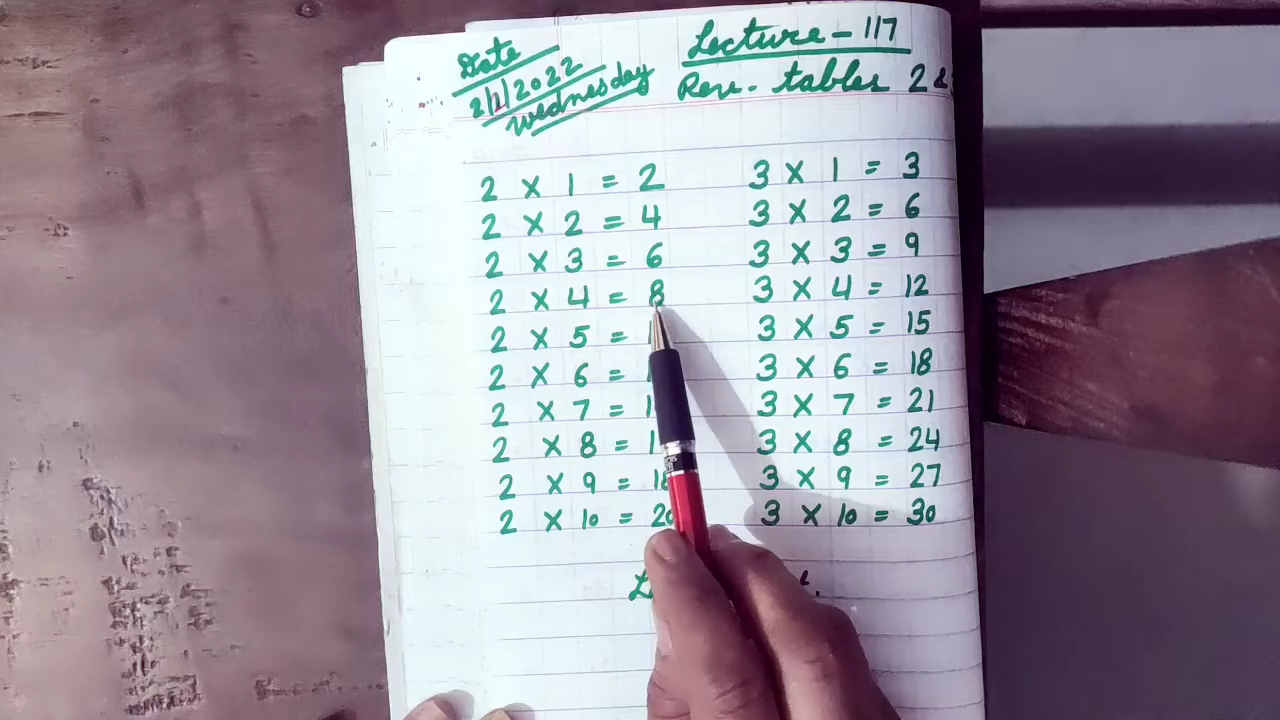 Date
2/2/2022
Wednesday
Lecture - 117
Rev. tables 2 &
2 X 1 = 2
2 X 2 = 4
2 X 3 = 6
2 X 4 = 8
2 X 5 =
2 X 6 =
2 X 7 =
2 X 8 =
2 X 9 = 18
2 X 10 = 20
3 X 1 = 3
3 X 2 = 6
3 X 3 = 9
3 X 4 = 12
3 X 5 = 15
3 X 6 = 18
3 X 7 = 21
3 X 8 = 24
3 X 9 = 27
3 X 10 = 30